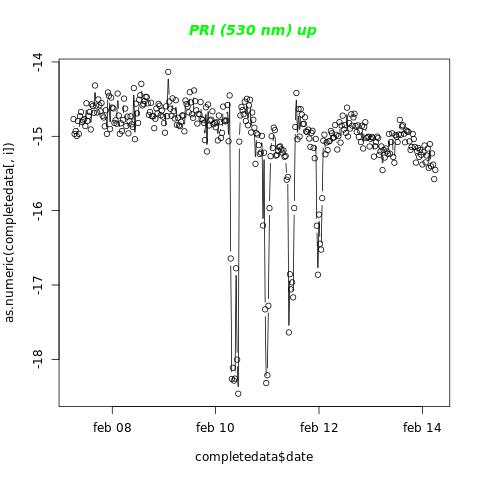 PRI (530 nm) up
as.numeric(completedata[, i])
-14
-15
-16
-17
-18
feb 08
feb 10
feb 12
feb 14
completedata$date